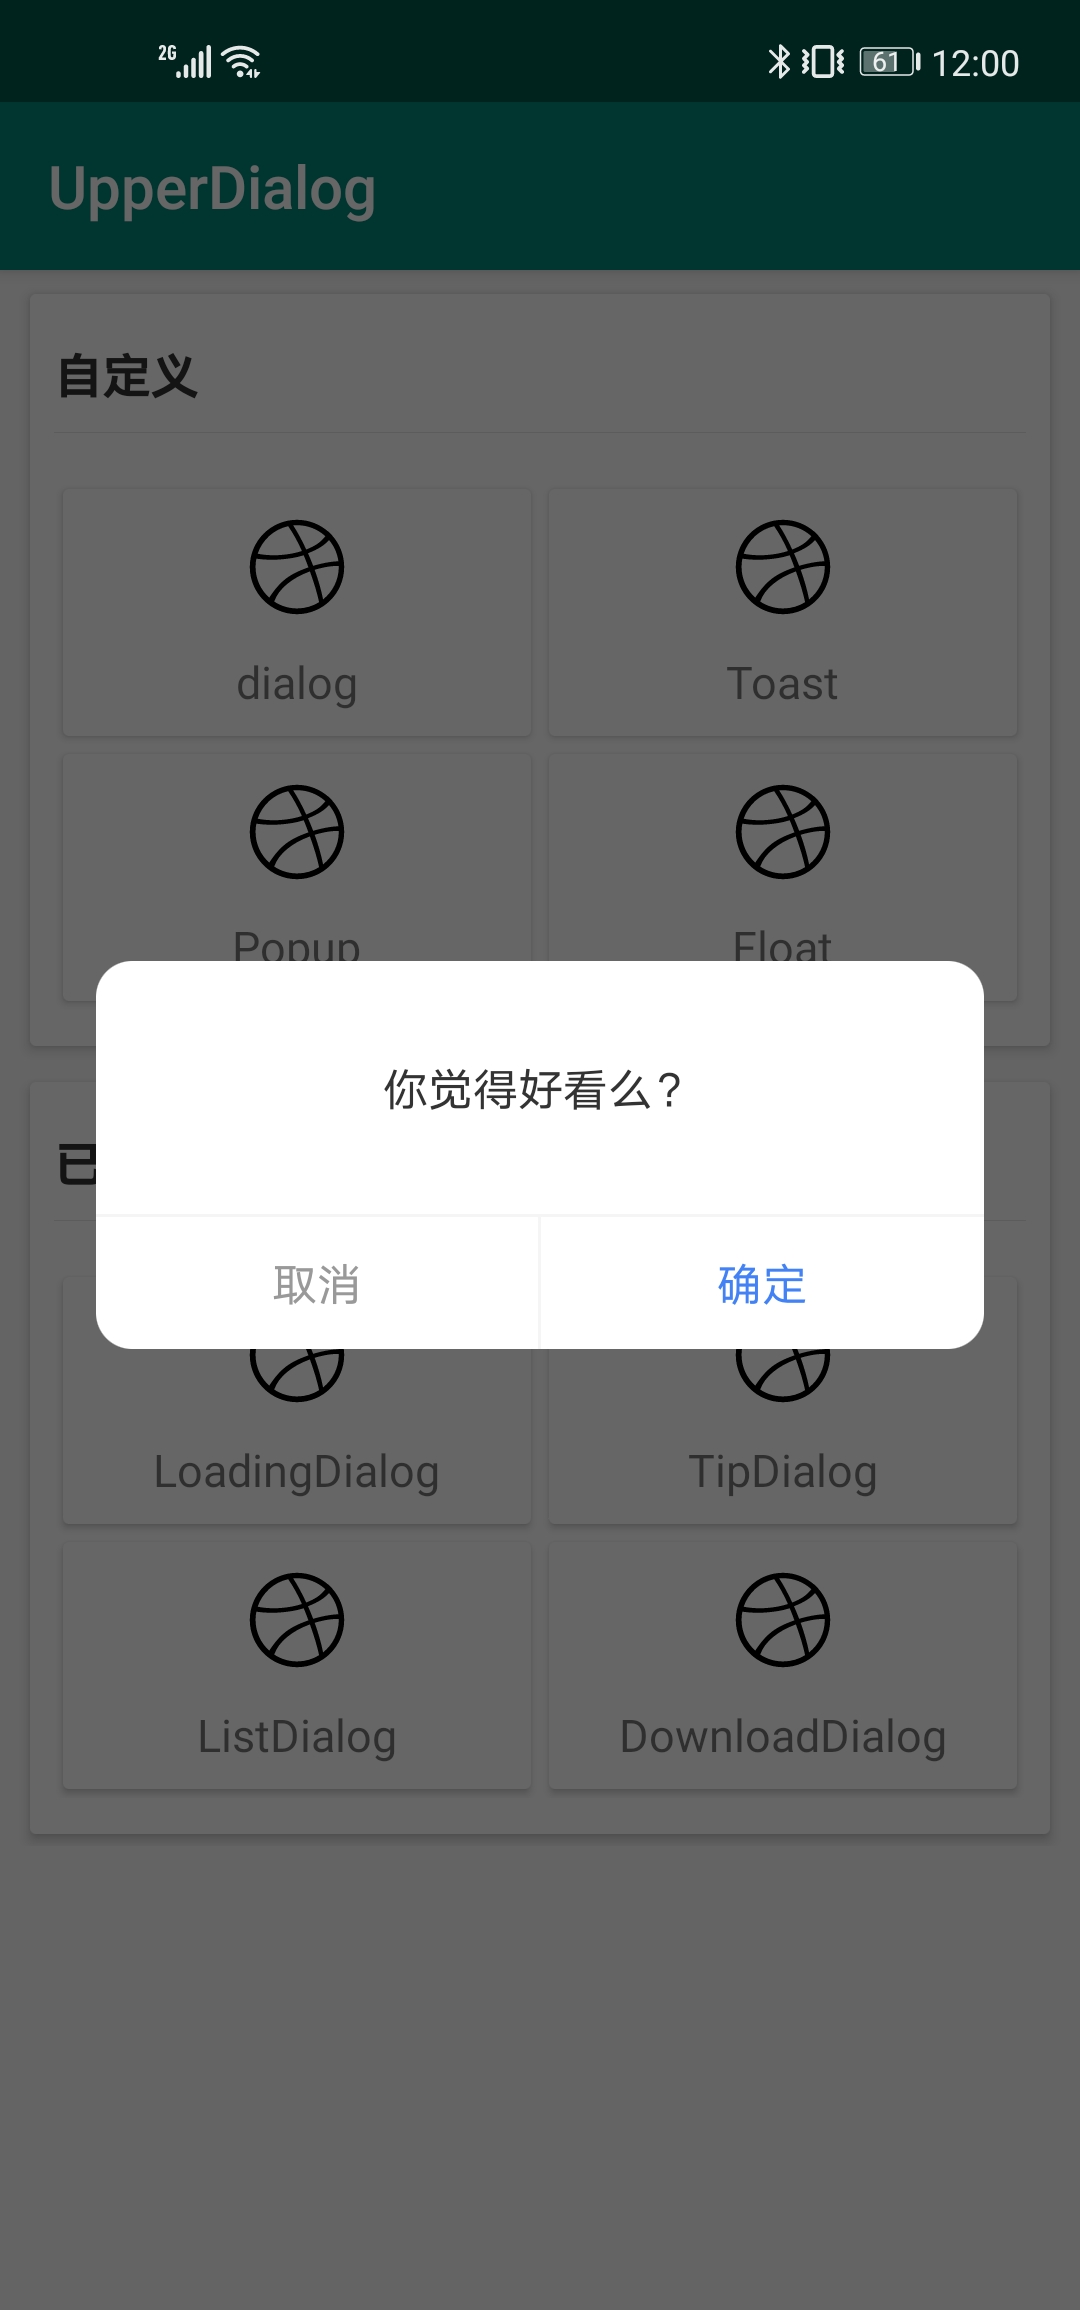 2G 61 12:00
UpperDialog
自定义
dialog Toast
Popup Float
你觉得好看么?
已
取消 确定
LoadingDialog TipDialog
ListDialog DownloadDialog